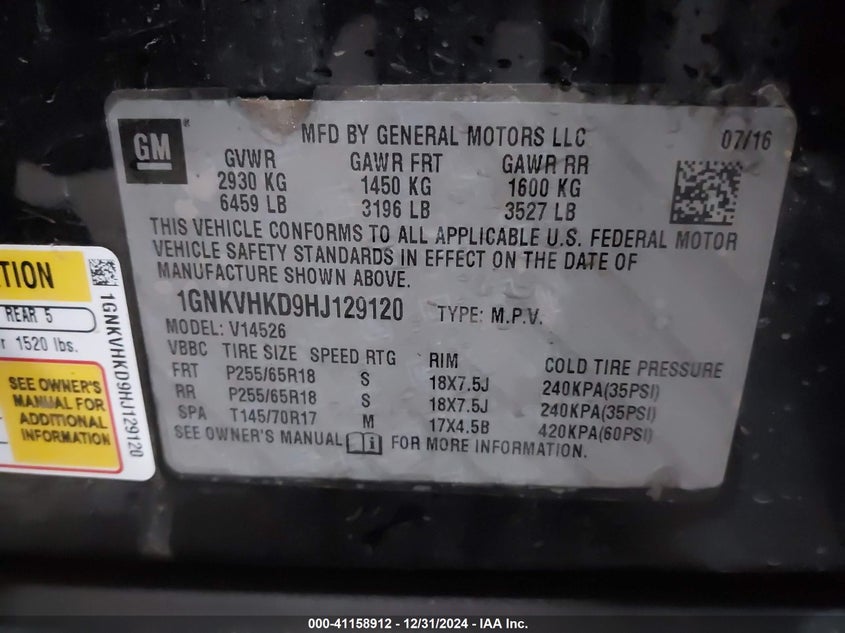 GM ®
MFD BY GENERAL MOTORS LLC 07/16
GVWR GAWR FRT GAWR RR
2930 KG 1450 KG 1600 KG
6459 LB 3196 LB 3527 LB
THIS VEHICLE CONFORMS TO ALL APPLICABLE U.S. FEDERAL MOTOR
VEHICLE SAFETY STANDARDS IN EFFECT ON THE DATE OF
MANUFACTURE SHOWN ABOVE.
1GNKVHKD9HJ129120 TYPE: M.P.V.
MODEL: V14526
VBBC TIRE SIZE SPEED RTG RIM COLD TIRE PRESSURE
FRT P255/65R18 S 18X7.5J 240KPA(35PSI)
RR P255/65R18 S 18X7.5J 240KPA(35PSI)
SPA T145/70R17 M 17X4.5B 420KPA(60PSI)
SEE OWNER'S MANUAL FOR MORE INFORMATION.
REAR 5
1520 lbs.
SEE OWNER'S
MANUAL FOR
ADDITIONAL
INFORMATION
1GNKVHKD9HJ129120
000-41158912 - 12/31/2024 - IAA Inc.